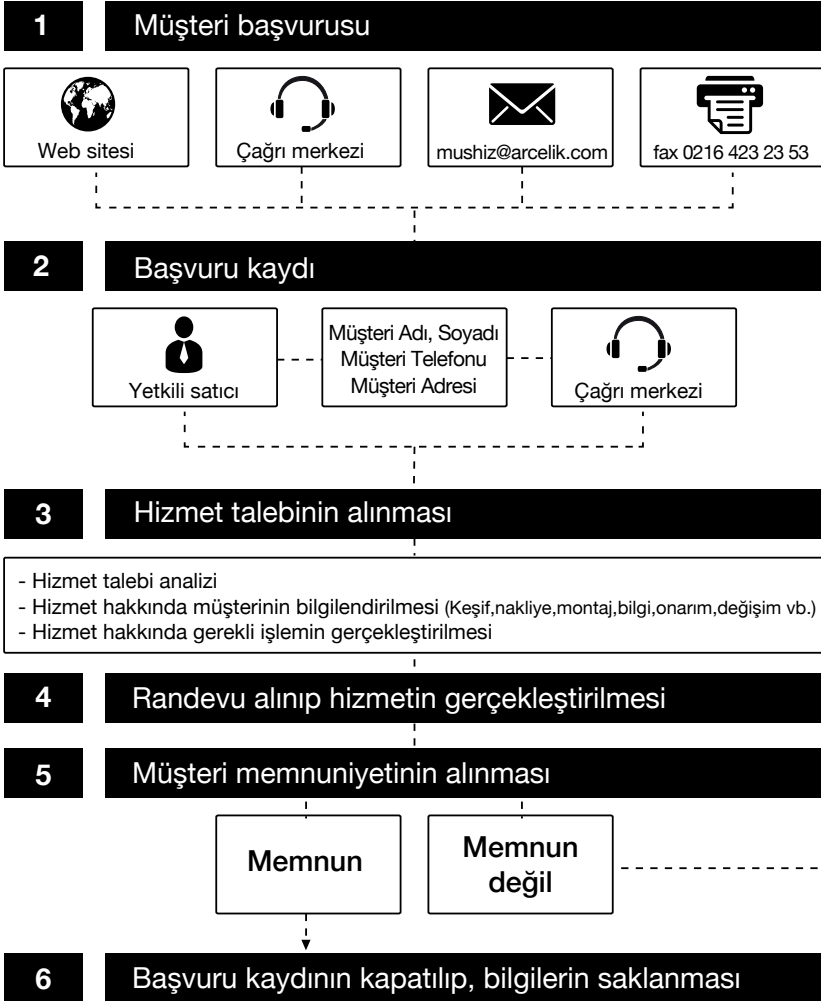 1 Müşteri başvurusu
Web sitesi
Çağrı merkezi
mushiz@arcelik.com
fax 0216 423 23 53
2 Başvuru kaydı
Yetkili satıcı
Müşteri Adı, Soyadı
Müşteri Telefonu
Müşteri Adresi
Çağrı merkezi
3 Hizmet talebinin alınması
- Hizmet talebi analizi
- Hizmet hakkında müşterinin bilgilendirilmesi (Keşif,nakliye,montaj,bilgi,onarım,değişim vb.)
- Hizmet hakkında gerekli işlemin gerçekleştirilmesi
4 Randevu alınıp hizmetin gerçekleştirilmesi
5 Müşteri memnuniyetinin alınması
Memnun
Memnun
değil
6 Başvuru kaydının kapatılıp, bilgilerin saklanması